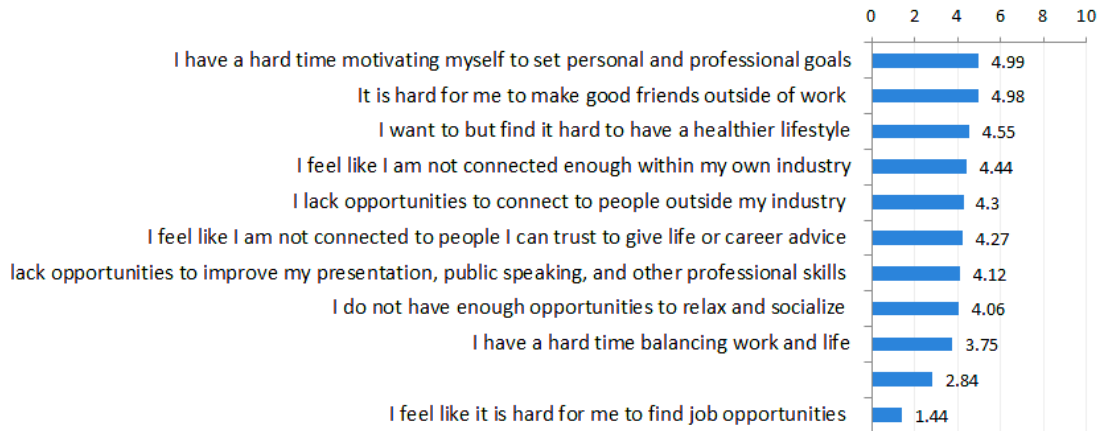 0 2 4 6 8 10
I have a hard time motivating myself to set personal and professional goals 4.99
It is hard for me to make good friends outside of work 4.98
I want to but find it hard to have a healthier lifestyle 4.55
I feel like I am not connected enough within my own industry 4.44
I lack opportunities to connect to people outside my industry 4.3
I feel like I am not connected to people I can trust to give life or career advice 4.27
lack opportunities to improve my presentation, public speaking, and other professional skills 4.12
I do not have enough opportunities to relax and socialize 4.06
I have a hard time balancing work and life 3.75
2.84
I feel like it is hard for me to find job opportunities 1.44